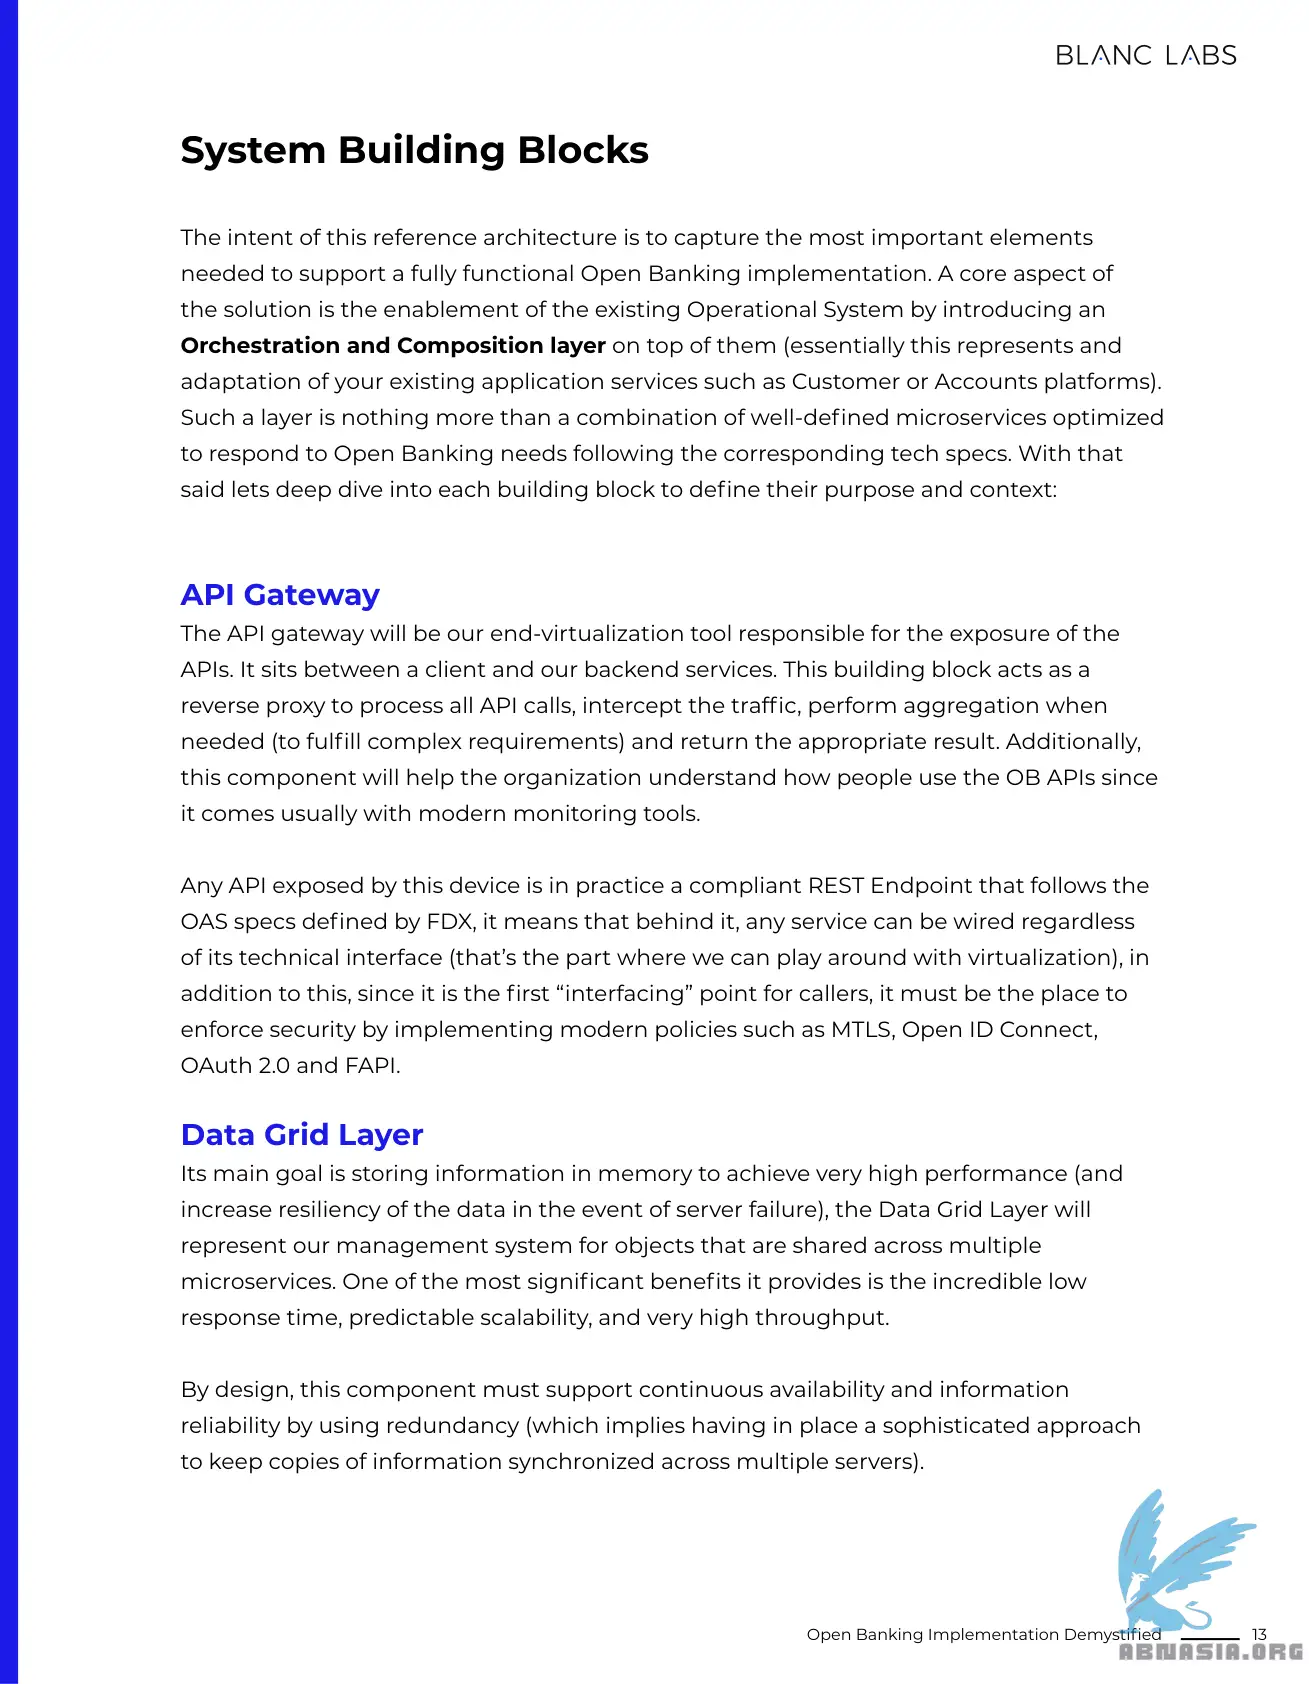 BLANC LABS
System Building Blocks
The intent of this reference architecture is to capture the most important elements
needed to support a fully functional Open Banking implementation. A core aspect of
the solution is the enablement of the existing Operational System by introducing an
Orchestration and Composition layer on top of them (essentially this represents and
adaptation of your existing application services such as Customer or Accounts platforms).
Such a layer is nothing more than a combination of well-defined microservices optimized
to respond to Open Banking needs following the corresponding tech specs. With that
said lets deep dive into each building block to define their purpose and context:
API Gateway
The API gateway will be our end-virtualization tool responsible for the exposure of the
APIs. It sits between a client and our backend services. This building block acts as a
reverse proxy to process all API calls, intercept the traffic, perform aggregation when
needed (to fulfill complex requirements) and return the appropriate result. Additionally,
this component will help the organization understand how people use the OB APIs since
it comes usually with modern monitoring tools.
Any API exposed by this device is in practice a compliant REST Endpoint that follows the
OAS specs defined by FDX, it means that behind it, any service can be wired regardless
of its technical interface (that’s the part where we can play around with virtualization), in
addition to this, since it is the first “interfacing” point for callers, it must be the place to
enforce security by implementing modern policies such as MTLS, Open ID Connect,
OAuth 2.0 and FAPI.
Data Grid Layer
Its main goal is storing information in memory to achieve very high performance (and
increase resiliency of the data in the event of server failure), the Data Grid Layer will
represent our management system for objects that are shared across multiple
microservices. One of the most significant benefits it provides is the incredible low
response time, predictable scalability, and very high throughput.
By design, this component must support continuous availability and information
reliability by using redundancy (which implies having in place a sophisticated approach
to keep copies of information synchronized across multiple servers).
Open Banking Implementation Demystified 13
ABNASIA.ORG